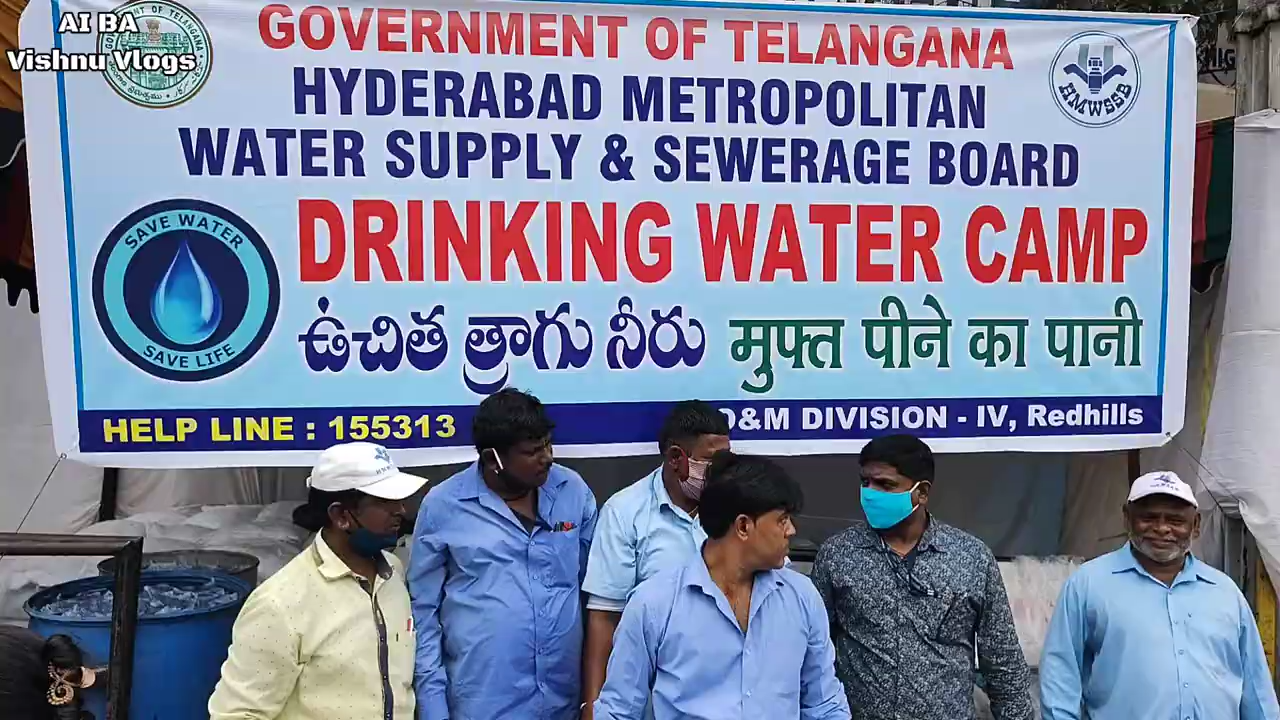 AI BA
Vishnu Vlogs
GOVERNMENT OF TELANGANA
HYDERABAD METROPOLITAN
WATER SUPPLY & SEWERAGE BOARD
HMWSSB
SAVE WATER
SAVE LIFE
DRINKING WATER CAMP
ఉచిత త్రాగు నీరు मुफ्त पीने का पानी
HELP LINE : 155313
O&M DIVISION - IV, Redhills